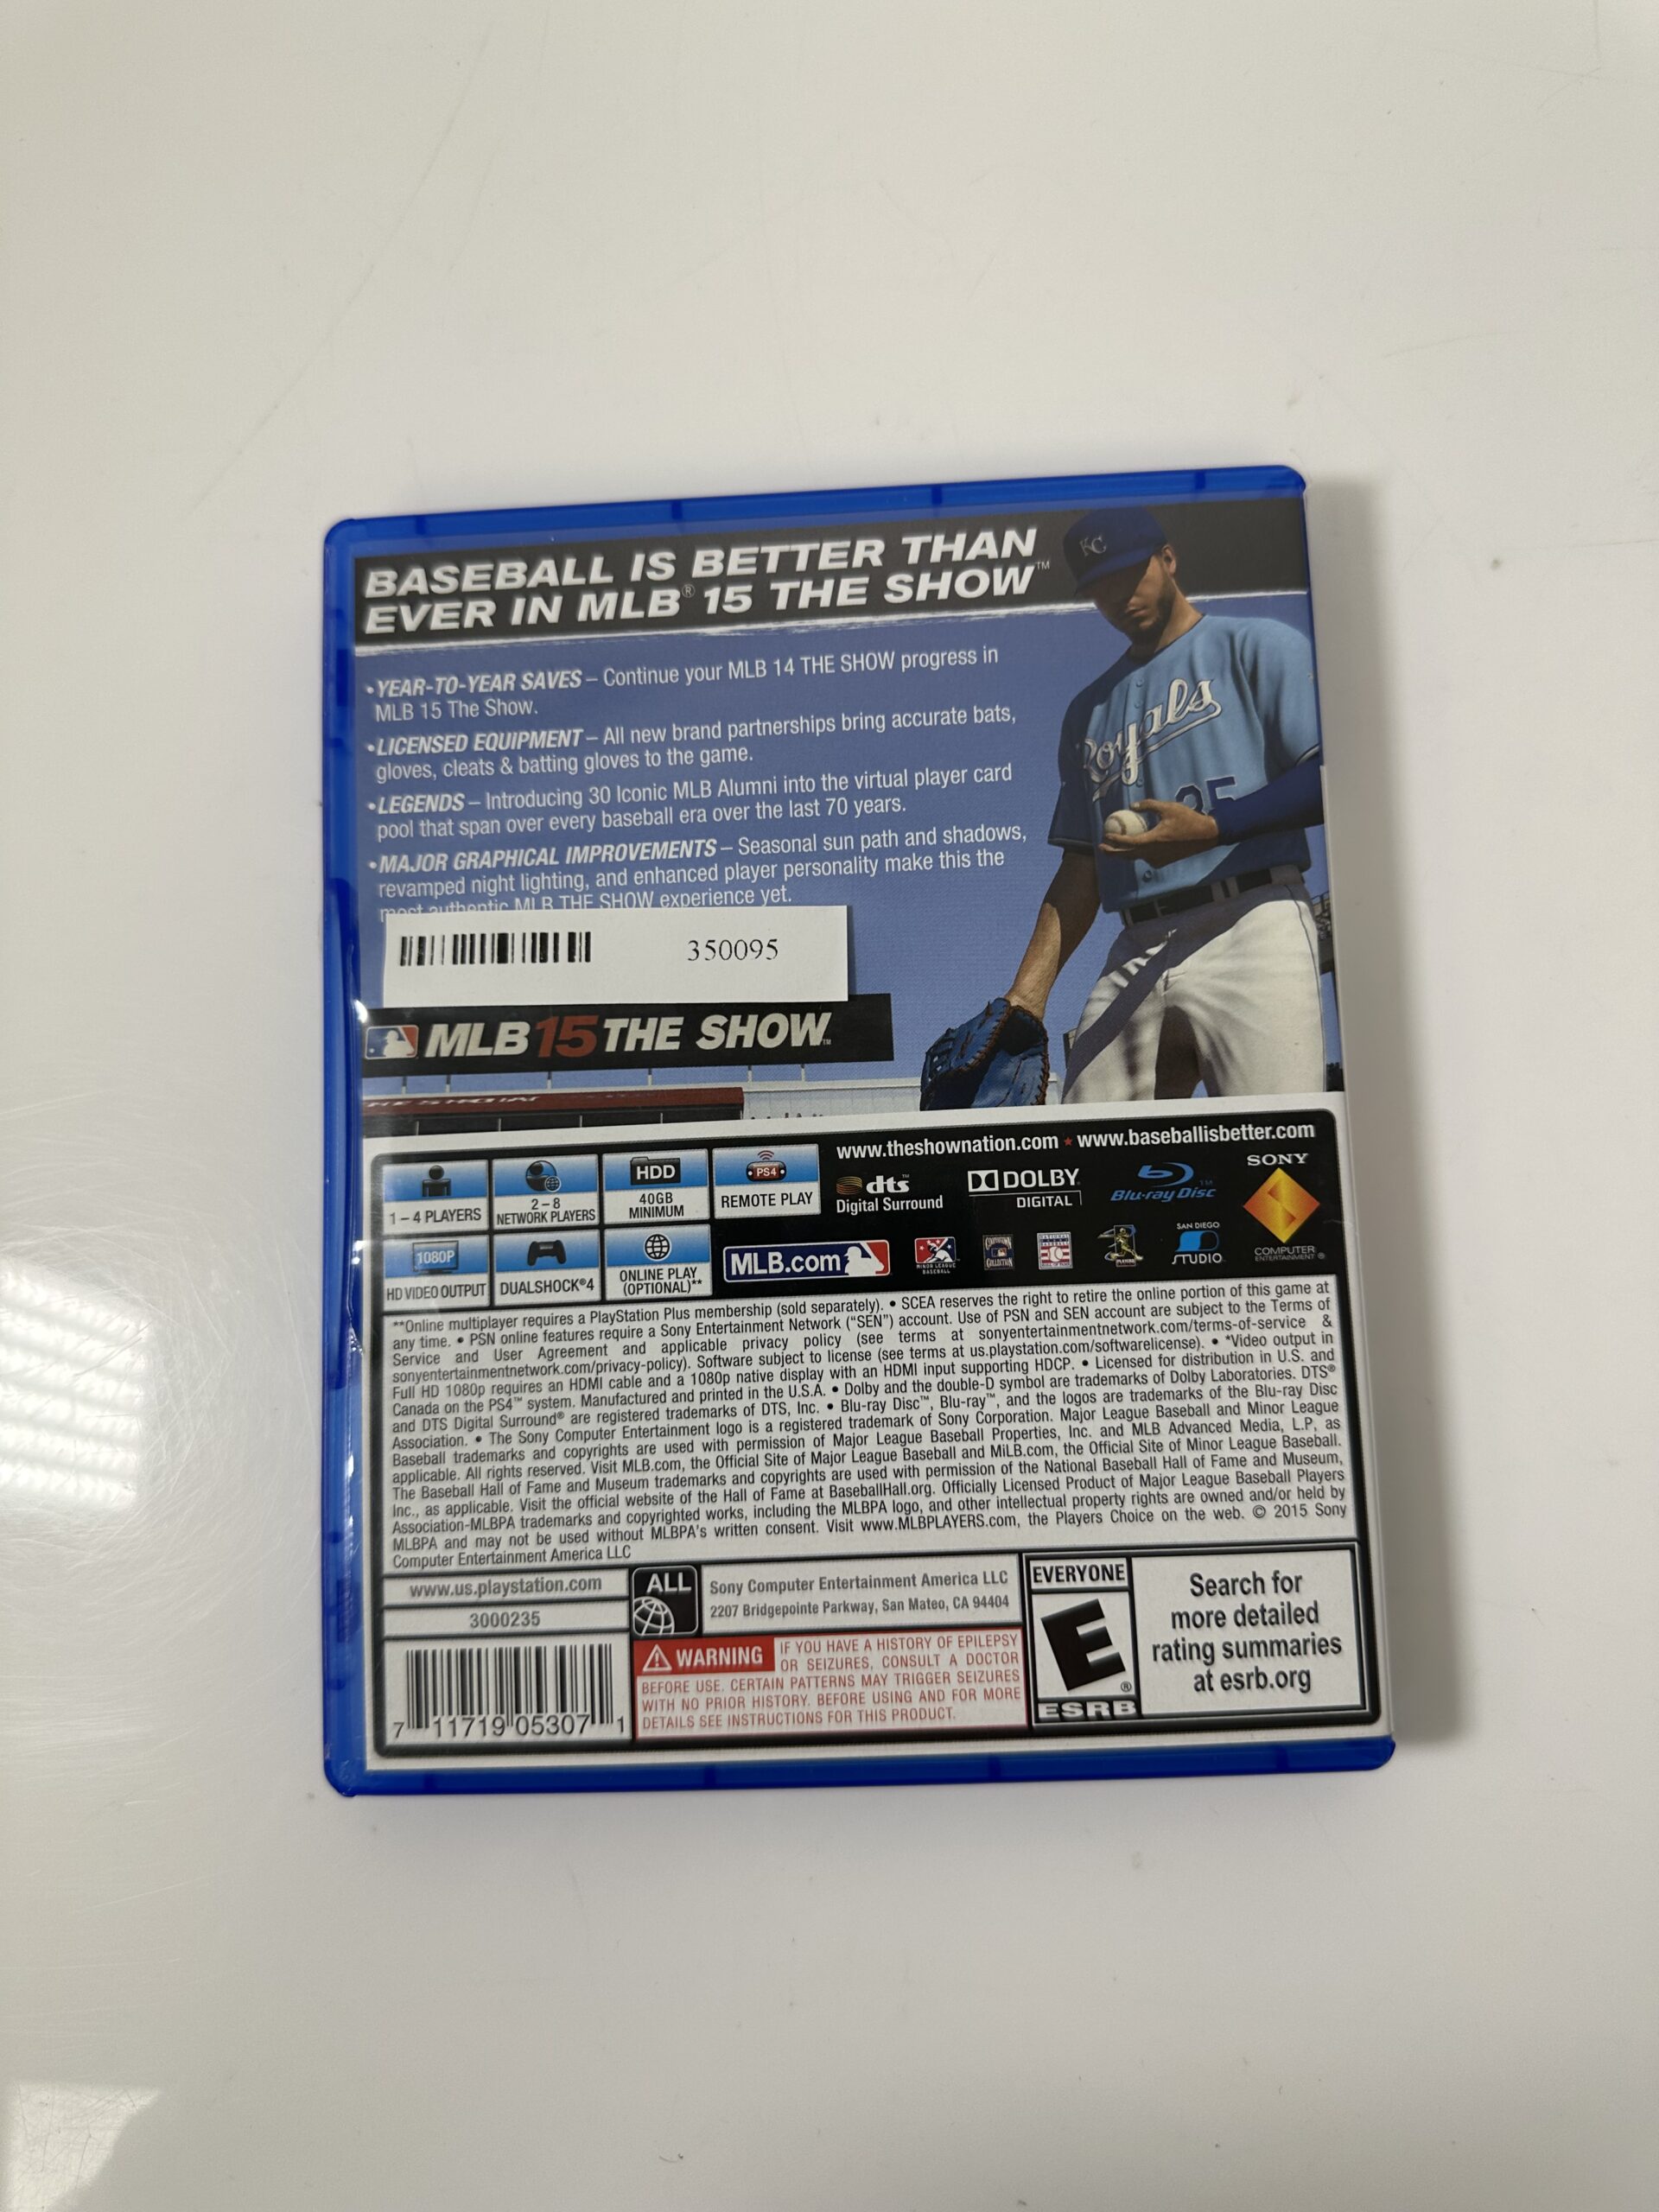 BASEBALL IS BETTER THAN
EVER IN MLB® 15 THE SHOW™
KC
•YEAR-TO-YEAR SAVES – Continue your MLB 14 THE SHOW progress in
MLB 15 The Show.
•LICENSED EQUIPMENT – All new brand partnerships bring accurate bats,
gloves, cleats & batting gloves to the game.
•LEGENDS – Introducing 30 Iconic MLB Alumni into the virtual player card
pool that span over every baseball era over the last 70 years.
•MAJOR GRAPHICAL IMPROVEMENTS – Seasonal sun path and shadows,
revamped night lighting, and enhanced player personality make this the
most authentic MLB THE SHOW experience yet.
Royals
35
350095
MLB 15 THE SHOW™
www.theshownation.com ★ www.baseballisbetter.com
1 – 4 PLAYERS
2 – 8
NETWORK PLAYERS
HDD
40GB
MINIMUM
PS4
REMOTE PLAY
dts™
Digital Surround
DOLBY
DIGITAL
Blu-ray Disc™
SONY
COMPUTER
ENTERTAINMENT®
1080P
HD VIDEO OUTPUT
DUALSHOCK®4
ONLINE PLAY
(OPTIONAL)**
MLB.com
MINOR LEAGUE
BASEBALL
SAN DIEGO
STUDIO
**Online multiplayer requires a PlayStation Plus membership (sold separately). • SCEA reserves the right to retire the online portion of this game at
any time. • PSN online features require a Sony Entertainment Network (“SEN”) account. Use of PSN and SEN account are subject to the Terms of
Service and User Agreement and applicable privacy policy (see terms at sonyentertainmentnetwork.com/terms-of-service &
sonyentertainmentnetwork.com/privacy-policy). Software subject to license (see terms at us.playstation.com/softwarelicense). • *Video output in
Full HD 1080p requires an HDMI cable and a 1080p native display with an HDMI input supporting HDCP. • Licensed for distribution in U.S. and
Canada on the PS4™ system. Manufactured and printed in the U.S.A. • Dolby and the double-D symbol are trademarks of Dolby Laboratories. DTS®
and DTS Digital Surround® are registered trademarks of DTS, Inc. • Blu-ray Disc™, Blu-ray™, and the logos are trademarks of the Blu-ray Disc
Association. • The Sony Computer Entertainment logo is a registered trademark of Sony Corporation. Major League Baseball and Minor League
Baseball trademarks and copyrights are used with permission of Major League Baseball Properties, Inc. and MLB Advanced Media, L.P, as
applicable. All rights reserved. Visit MLB.com, the Official Site of Major League Baseball and MiLB.com, the Official Site of Minor League Baseball.
The Baseball Hall of Fame and Museum trademarks and copyrights are used with permission of the National Baseball Hall of Fame and Museum,
Inc., as applicable. Visit the official website of the Hall of Fame at BaseballHall.org. Officially Licensed Product of Major League Baseball Players
Association-MLBPA trademarks and copyrighted works, including the MLBPA logo, and other intellectual property rights are owned and/or held by
MLBPA and may not be used without MLBPA's written consent. Visit www.MLBPLAYERS.com, the Players Choice on the web. © 2015 Sony
Computer Entertainment America LLC
www.us.playstation.com
3000235
ALL
Sony Computer Entertainment America LLC
2207 Bridgepointe Parkway, San Mateo, CA 94404
WARNING IF YOU HAVE A HISTORY OF EPILEPSY
OR SEIZURES, CONSULT A DOCTOR
BEFORE USE. CERTAIN PATTERNS MAY TRIGGER SEIZURES
WITH NO PRIOR HISTORY. BEFORE USING AND FOR MORE
DETAILS SEE INSTRUCTIONS FOR THIS PRODUCT.
7 11719 05307 1
EVERYONE
E®
ESRB
Search for
more detailed
rating summaries
at esrb.org